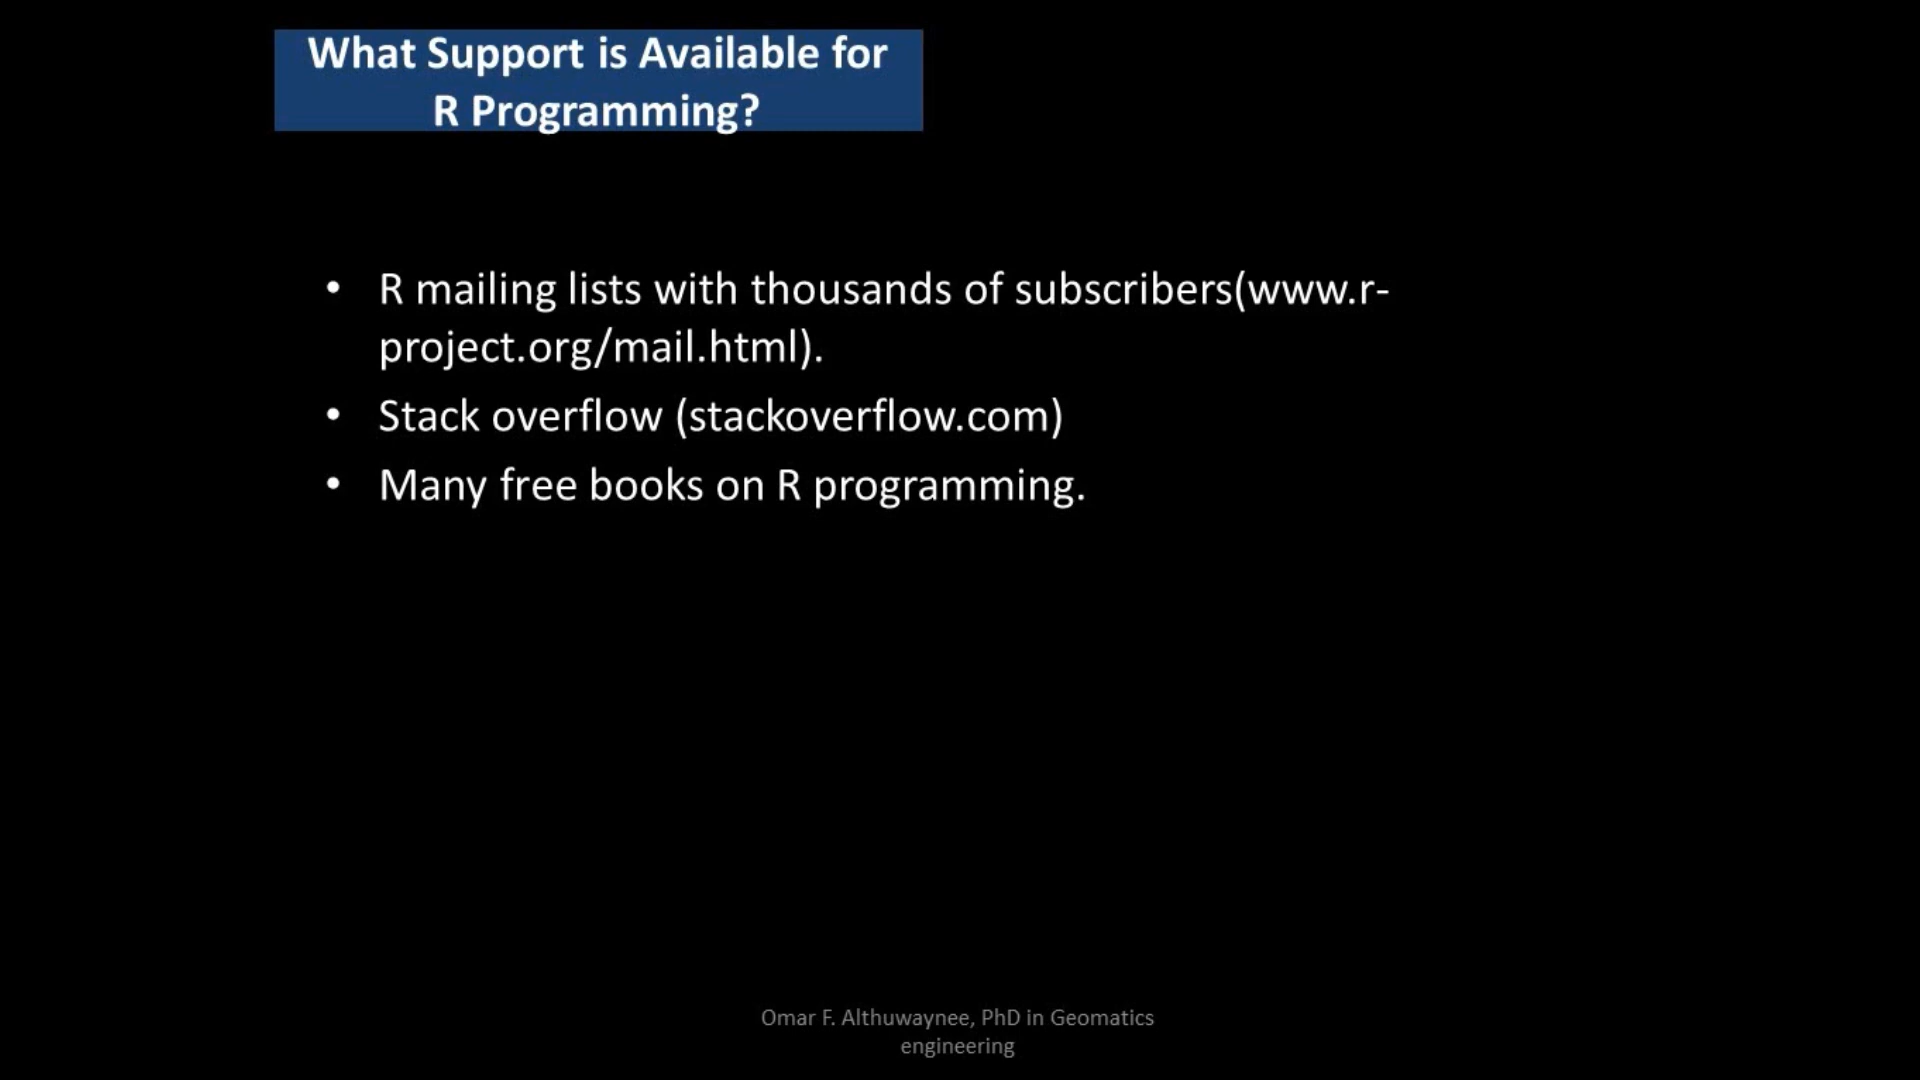 What Support is Available for
R Programming?
• R mailing lists with thousands of subscribers(www.r-
project.org/mail.html).
• Stack overflow (stackoverflow.com)
• Many free books on R programming.
Omar F. Althuwaynee, PhD in Geomatics
engineering